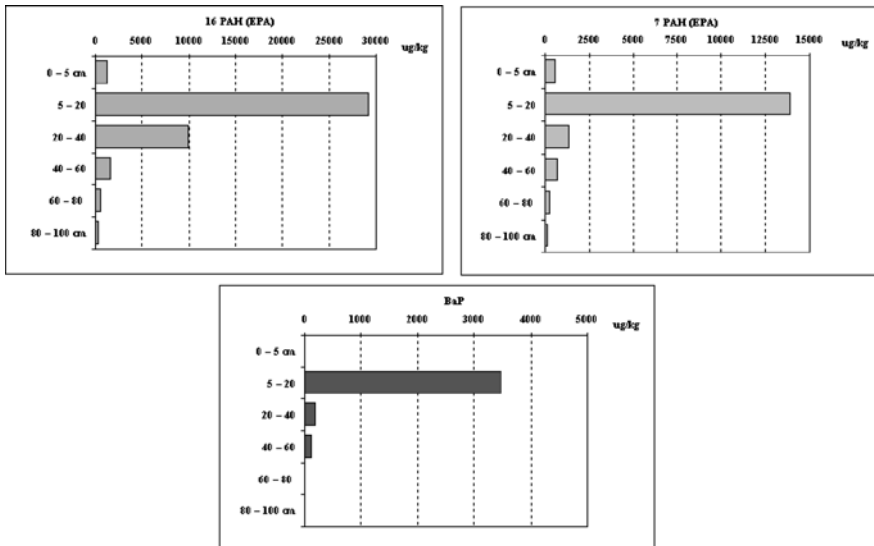 16 PAH (EPA)
0 5000 10000 15000 20000 25000 30000
ug/kg
0 – 5 cm
5 – 20
20 – 40
40 – 60
60 – 80
80 – 100 cm
7 PAH (EPA)
0 2500 5000 7500 10000 12500 15000
ug/kg
0 – 5 cm
5 – 20
20 – 40
40 – 60
60 – 80
80 – 100 cm
BaP
0 1000 2000 3000 4000 5000
ug/kg
0 – 5 cm
5 – 20
20 – 40
40 – 60
60 – 80
80 – 100 cm